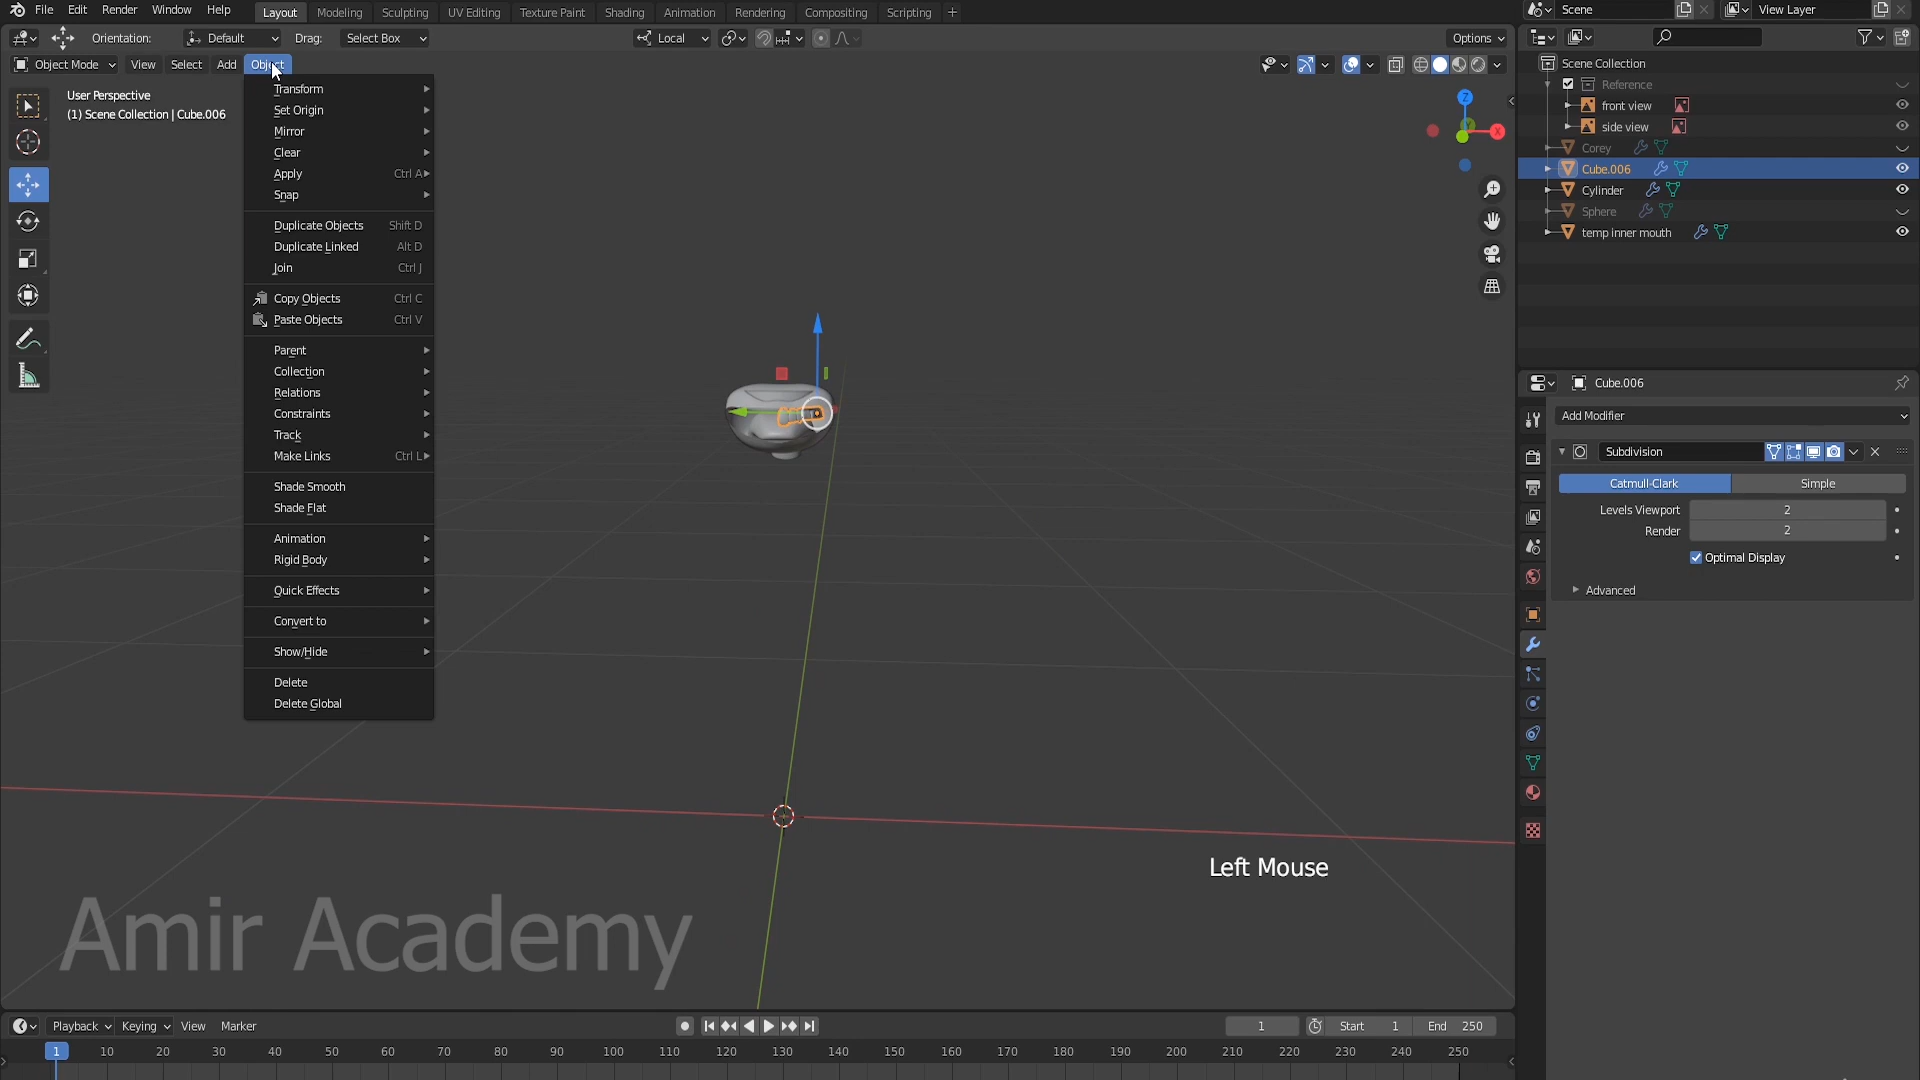 File Edit Render Window Help Layout Modeling Sculpting UV Editing Texture Paint Shading Animation Rendering Compositing Scripting + Scene View Layer
Orientation: Default Drag: Select Box Local Options
Object Mode View Select Add Object
User Perspective
(1) Scene Collection | Cube.006
Transform
Set Origin
Mirror
Clear
Apply Ctrl A
Snap
Duplicate Objects Shift D
Duplicate Linked Alt D
Join Ctrl J
Copy Objects Ctrl C
Paste Objects Ctrl V
Parent
Collection
Relations
Constraints
Track
Make Links Ctrl L
Shade Smooth
Shade Flat
Animation
Rigid Body
Quick Effects
Convert to
Show/Hide
Delete
Delete Global
Z
X
Scene Collection
Reference
front view
side view
Corey
Cube.006
Cylinder
Sphere
temp inner mouth
Cube.006
Add Modifier
Subdivision
Catmull-Clark Simple
Levels Viewport 2
Render 2
Optimal Display
Advanced
Left Mouse
Amir Academy
Playback Keying View Marker 1 Start 1 End 250
1 10 20 30 40 50 60 70 80 90 100 110 120 130 140 150 160 170 180 190 200 210 220 230 240 250